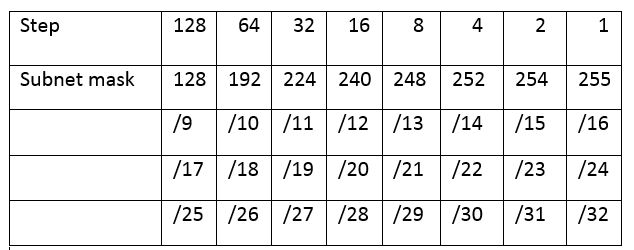 Step 128 64 32 16 8 4 2 1
Subnet mask 128 192 224 240 248 252 254 255
/9 /10 /11 /12 /13 /14 /15 /16
/17 /18 /19 /20 /21 /22 /23 /24
/25 /26 /27 /28 /29 /30 /31 /32